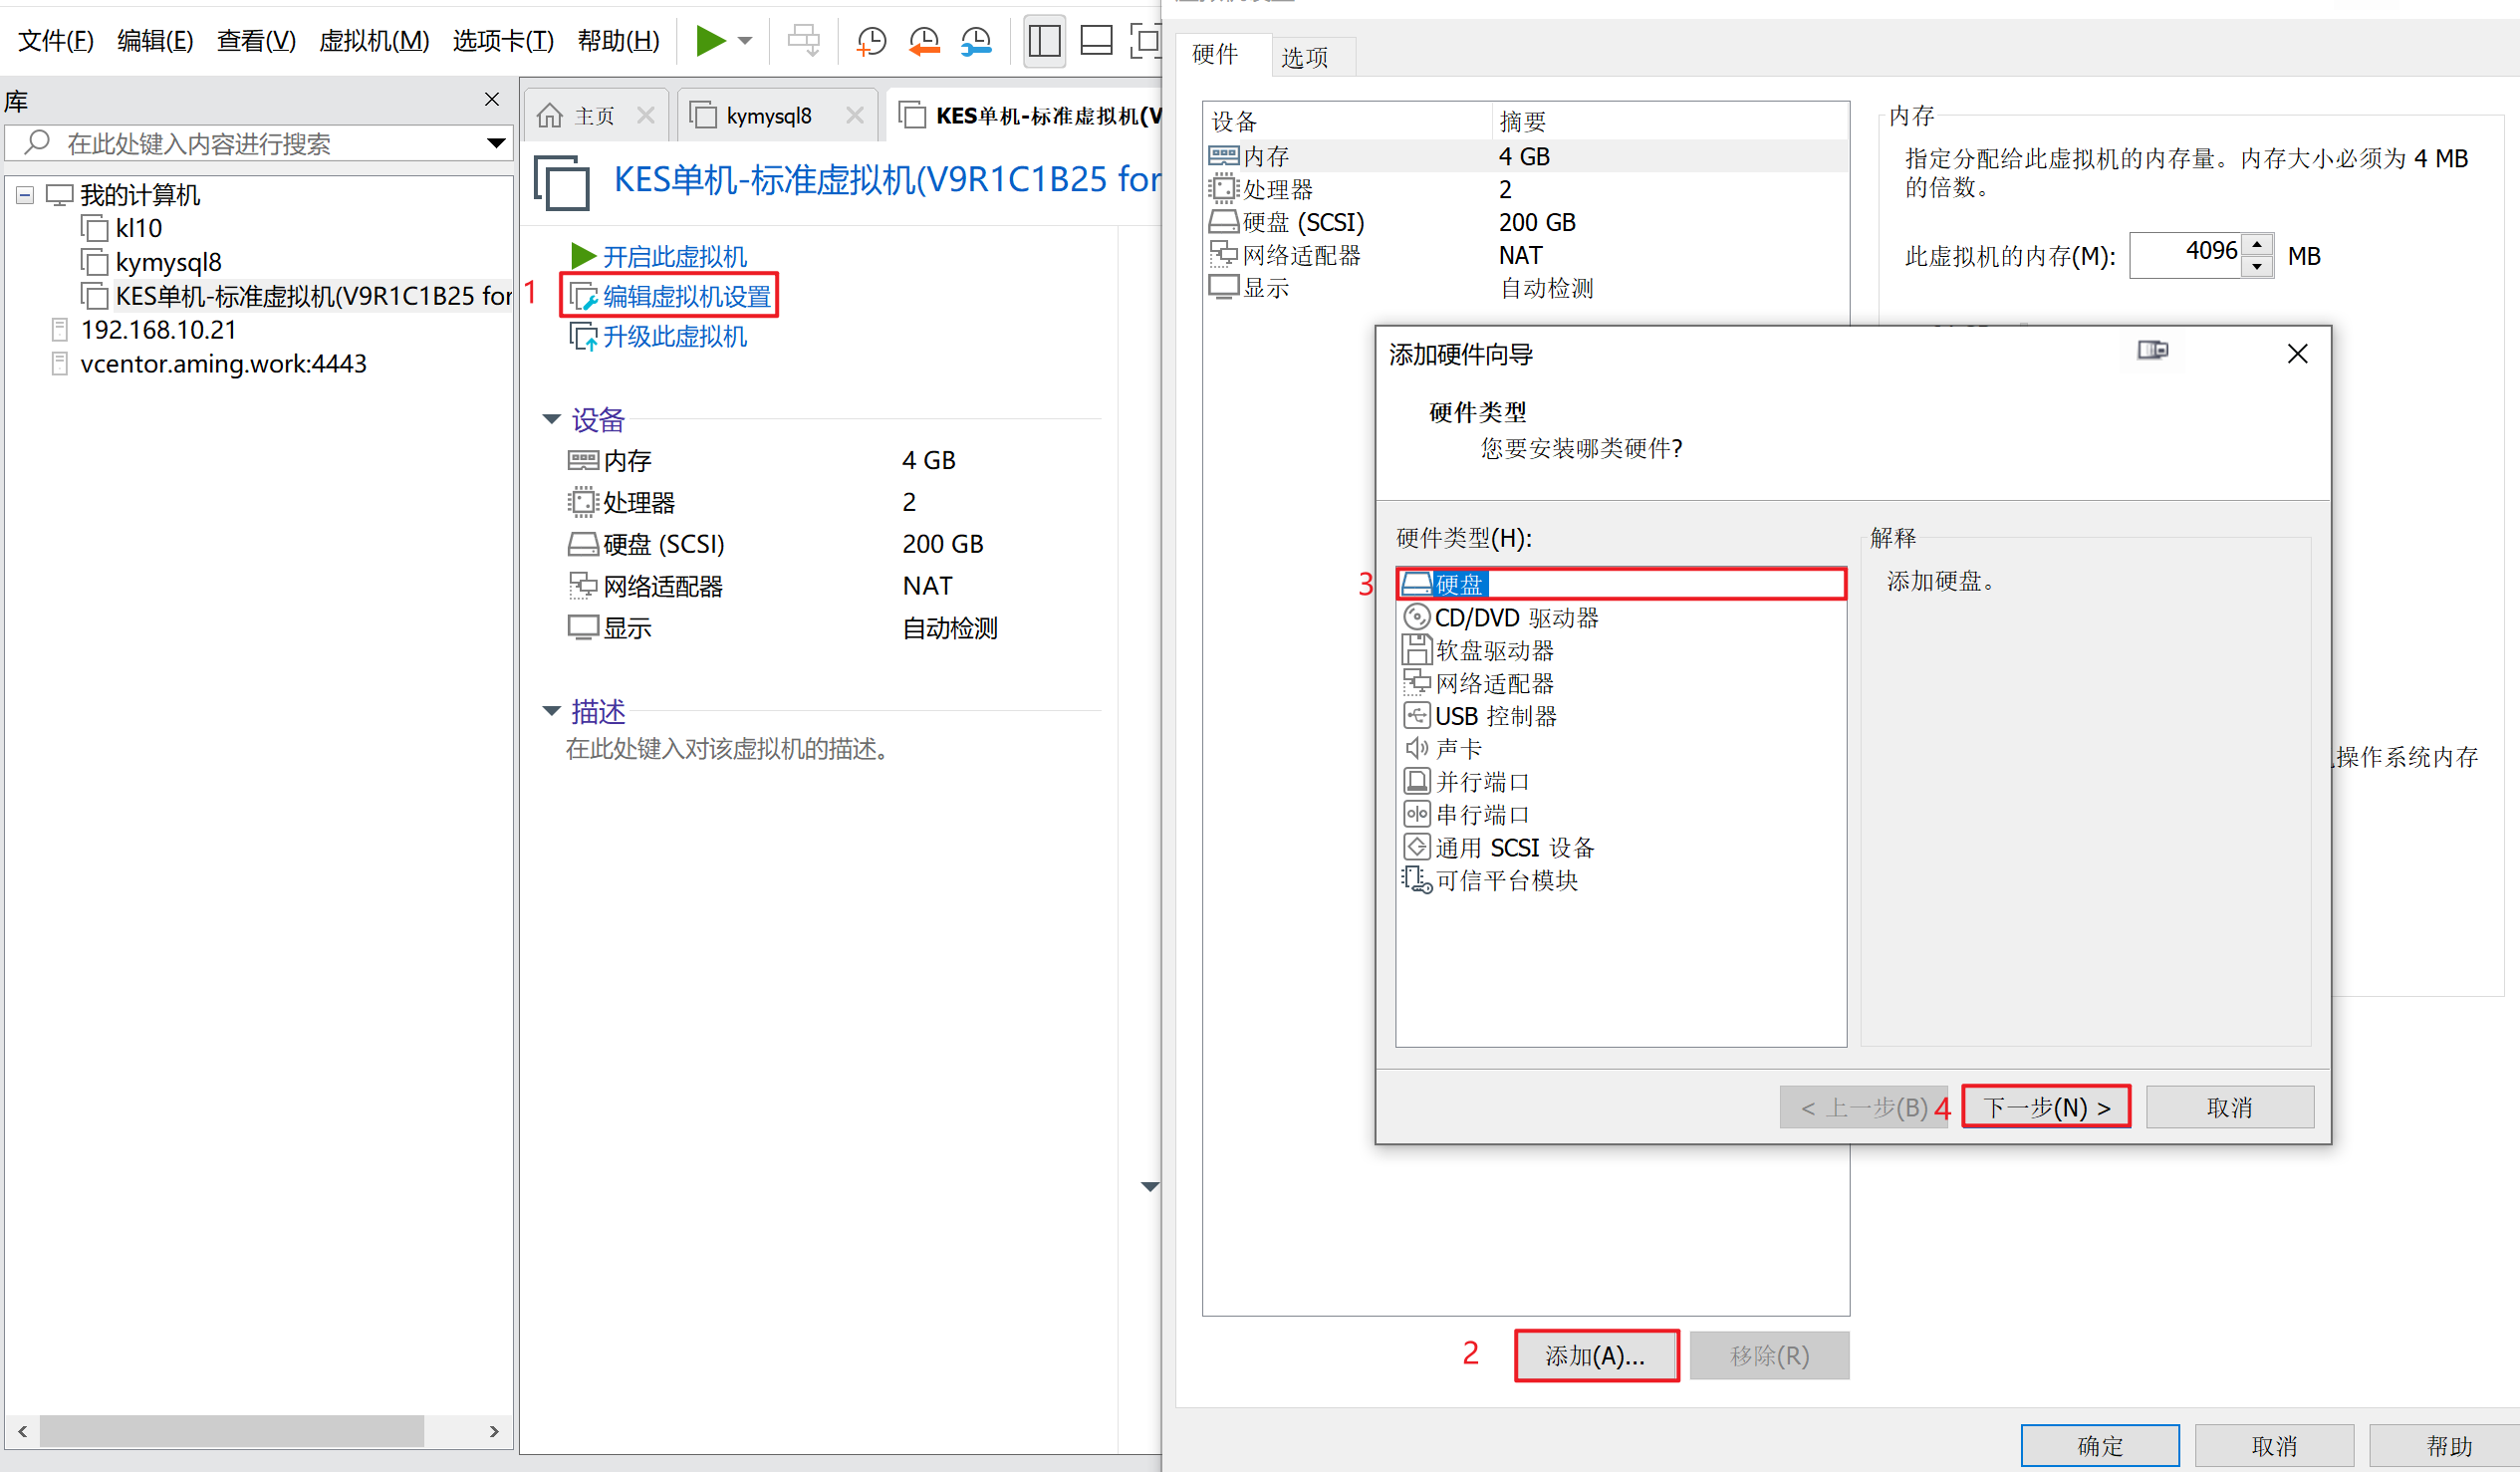 文件(F) 编辑(E) 查看(V) 虚拟机(M) 选项卡(T) 帮助(H)
库
在此处键入内容进行搜索
我的计算机
kl10
kymysql8
KES单机-标准虚拟机(V9R1C1B25 for
192.168.10.21
vcentor.aming.work:4443
主页 kymysql8 KES单机-标准虚拟机(V
KES单机-标准虚拟机(V9R1C1B25 for
开启此虚拟机
1 编辑虚拟机设置
升级此虚拟机
设备
内存 4 GB
处理器 2
硬盘 (SCSI) 200 GB
网络适配器 NAT
显示 自动检测
描述
在此处键入对该虚拟机的描述。
硬件 选项
设备 摘要
内存 4 GB
处理器 2
硬盘 (SCSI) 200 GB
网络适配器 NAT
显示 自动检测
内存
指定分配给此虚拟机的内存量。内存大小必须为 4 MB
的倍数。
此虚拟机的内存(M): 4096 MB
操作系统内存
添加硬件向导
硬件类型
您要安装哪类硬件?
硬件类型(H):
3 硬盘
CD/DVD 驱动器
软盘驱动器
网络适配器
USB 控制器
声卡
并行端口
串行端口
通用 SCSI 设备
可信平台模块
解释
添加硬盘。
< 上一步(B) 4 下一步(N) > 取消
2 添加(A)... 移除(R)
确定 取消 帮助